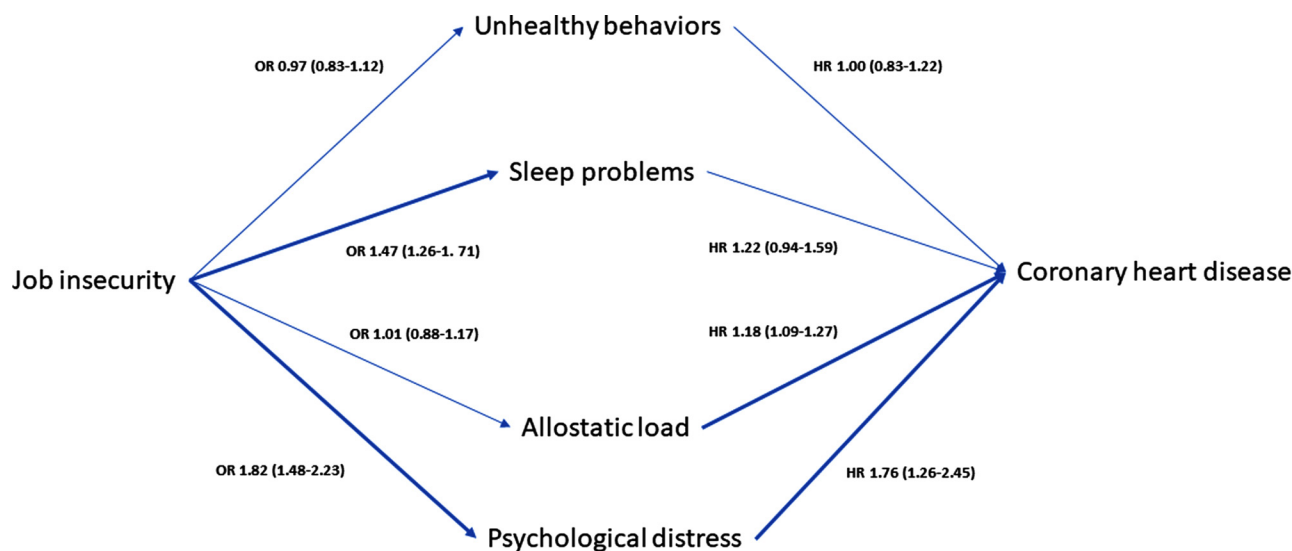 Unhealthy behaviors
OR 0.97 (0.83-1.12)
HR 1.00 (0.83-1.22)
Sleep problems
OR 1.47 (1.26-1. 71)
HR 1.22 (0.94-1.59)
Job insecurity
Coronary heart disease
OR 1.01 (0.88-1.17)
HR 1.18 (1.09-1.27)
Allostatic load
OR 1.82 (1.48-2.23)
HR 1.76 (1.26-2.45)
Psychological distress